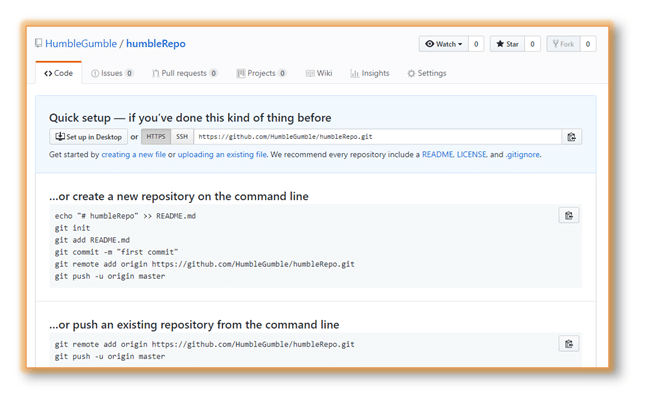 HumbleGumble / humbleRepo
Watch 0 Star 0 Fork 0
Code Issues 0 Pull requests 0 Projects 0 Wiki Insights Settings
Quick setup — if you've done this kind of thing before
Set up in Desktop or HTTPS SSH https://github.com/HumbleGumble/humbleRepo.git
Get started by creating a new file or uploading an existing file. We recommend every repository include a README, LICENSE, and .gitignore.
…or create a new repository on the command line
echo "# humbleRepo" >> README.md
git init
git add README.md
git commit -m "first commit"
git remote add origin https://github.com/HumbleGumble/humbleRepo.git
git push -u origin master
…or push an existing repository from the command line
git remote add origin https://github.com/HumbleGumble/humbleRepo.git
git push -u origin master